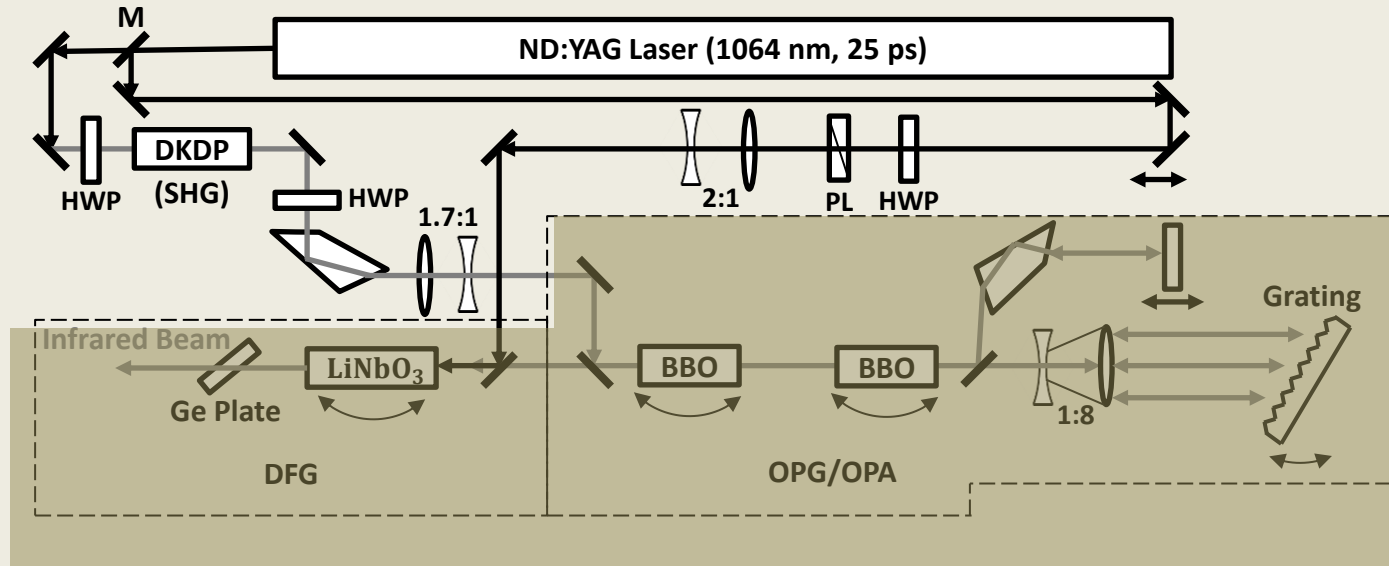 M
ND:YAG Laser (1064 nm, 25 ps)
DKDP
(SHG)
HWP
HWP
2:1
PL
HWP
1.7:1
Grating
Infrared Beam
LiNbO₃
BBO
BBO
Ge Plate
1:8
DFG
OPG/OPA